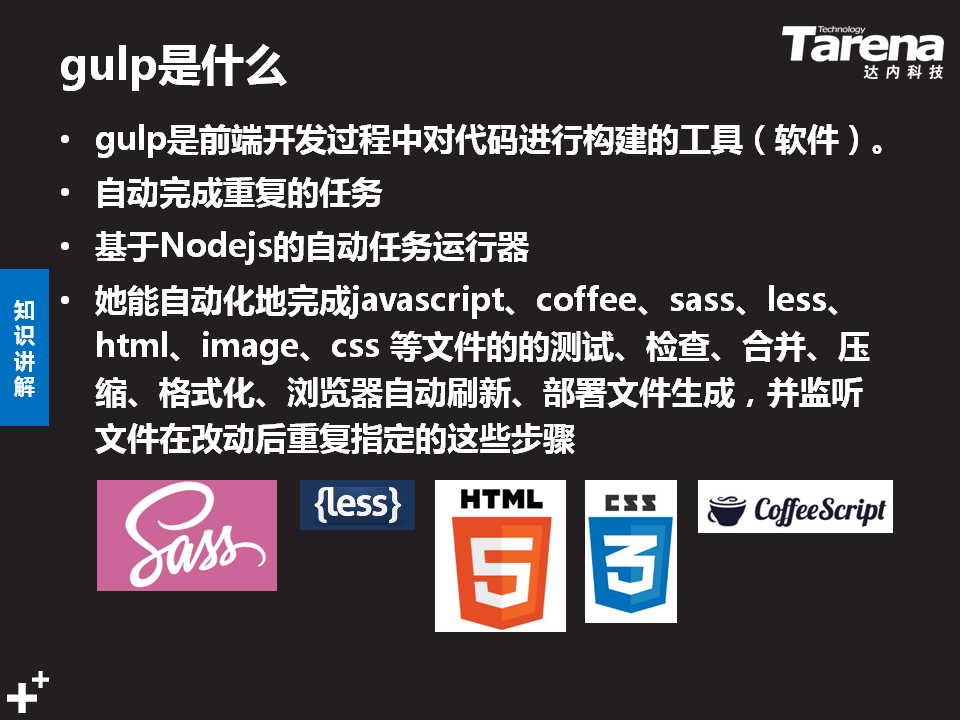 Technology
Tarena
达内科技
gulp是什么
• gulp是前端开发过程中对代码进行构建的工具（软件）。
• 自动完成重复的任务
• 基于Nodejs的自动任务运行器
• 她能自动化地完成javascript、coffee、sass、less、
html、image、css 等文件的的测试、检查、合并、压
缩、格式化、浏览器自动刷新、部署文件生成，并监听
文件在改动后重复指定的这些步骤
知识讲解
Sass
{less}
HTML
5
CSS
3
CoffeeScript